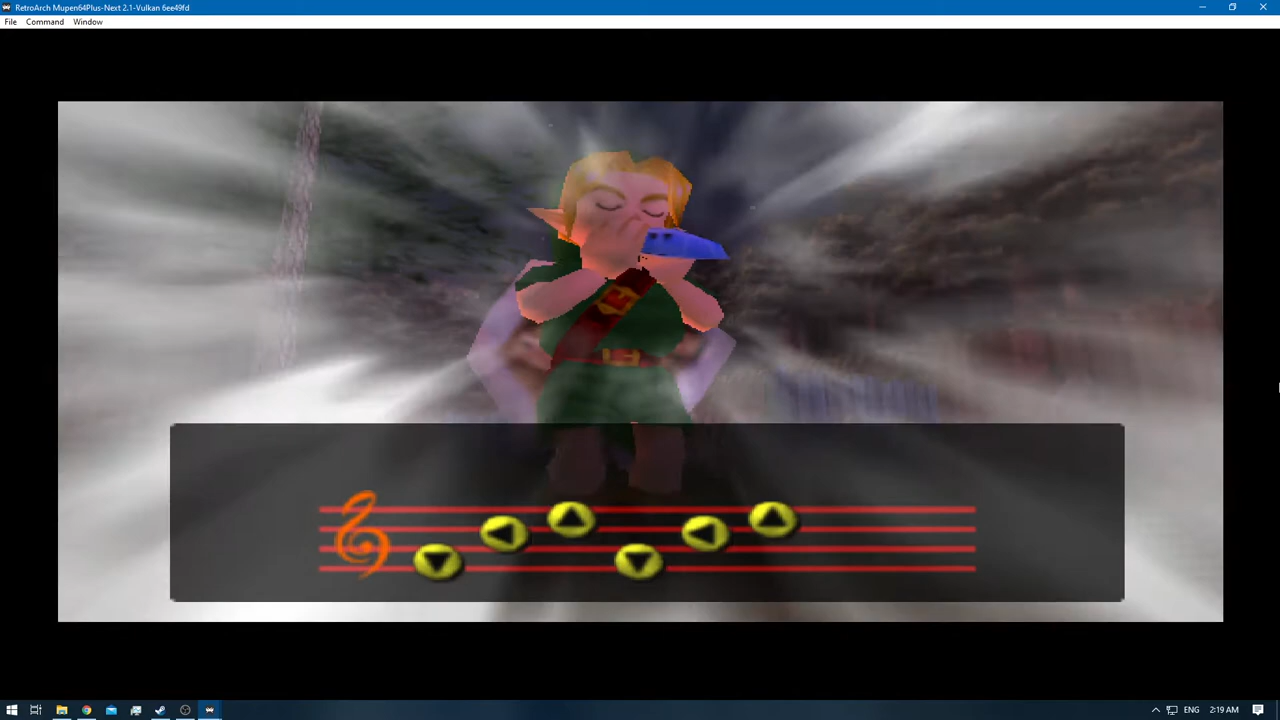 RetroArch Mupen64Plus-Next 2.1-Vulkan 6ee49fd
File Command Window
ENG 2:19 AM